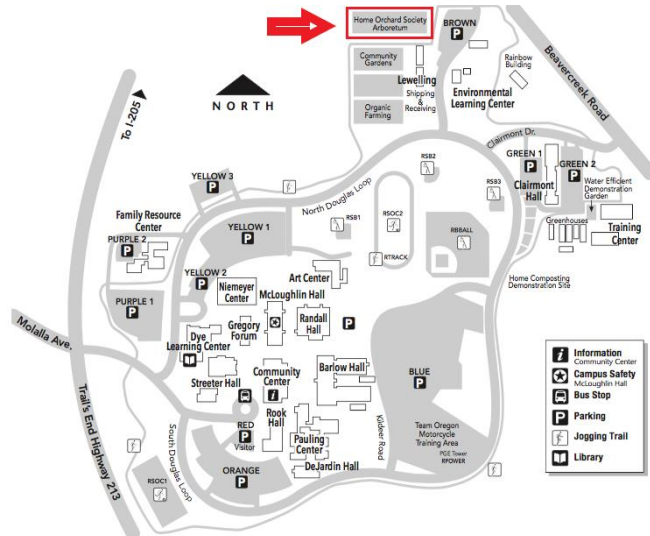 Home Orchard Society
Arboretum
BROWN
P
Beavercreek Road
Community
Gardens
Lewelling
Shipping
&
Receiving
Organic
Farming
Rainbow
Building
Environmental
Learning Center
NORTH
To I-205
Clairmont Dr.
GREEN 1
P
GREEN 2
P
Clairmont
Hall
Water Efficient
Demonstration
Garden
Greenhouses
Training
Center
Home Composting
Demonstration Site
RSB2
RSB3
YELLOW 3
P
North Douglas Loop
RSB1
RSOC2
RTRACK
RBBALL
Family Resource
Center
PURPLE 2
P
YELLOW 1
P
YELLOW 2
P
PURPLE 1
P
Niemeyer
Center
Art Center
McLoughlin Hall
Randall
Hall
P
Gregory
Forum
Dye
Learning Center
Molalla Ave.
Trail's End Highway 213
Streeter Hall
Community
Center
i
Barlow Hall
BLUE
P
Rook
Hall
RED
P
Visitor
Pauling
Center
DeJardin Hall
ORANGE
P
South Douglas
Loop
RSOC1
Kildeer Road
Team Oregon
Motorcycle
Training Area
PGE Tower
RPOWER
i Information
Community Center
Campus Safety
McLoughlin Hall
Bus Stop
P Parking
Jogging Trail
Library